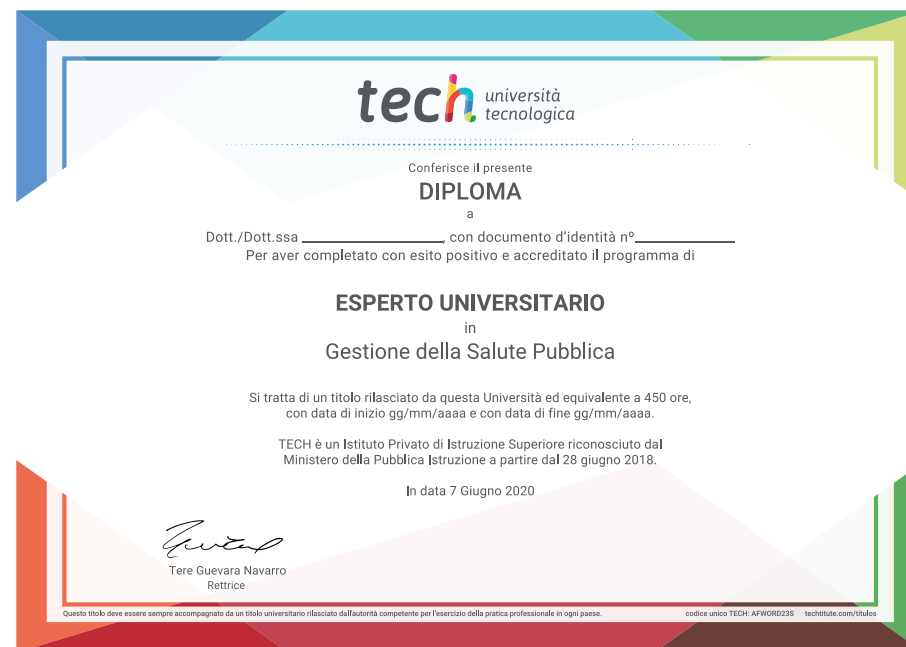 tech università
tecnologica
Conferisce il presente
DIPLOMA
a
Dott./Dott.ssa ____________________, con documento d'identità nº______________
Per aver completato con esito positivo e accreditato il programma di
ESPERTO UNIVERSITARIO
in
Gestione della Salute Pubblica
Si tratta di un titolo rilasciato da questa Università ed equivalente a 450 ore,
con data di inizio gg/mm/aaaa e con data di fine gg/mm/aaaa.
TECH è un Istituto Privato di Istruzione Superiore riconosciuto dal
Ministero della Pubblica Istruzione a partire dal 28 giugno 2018.
In data 7 Giugno 2020
Tere Guevara Navarro
Rettrice
Questo titolo deve essere sempre accompagnato da un titolo universitario rilasciato dall'autorità competente per l'esercizio della pratica professionale in ogni paese. codice unico TECH: AFWORD23S techtitute.com/titulos